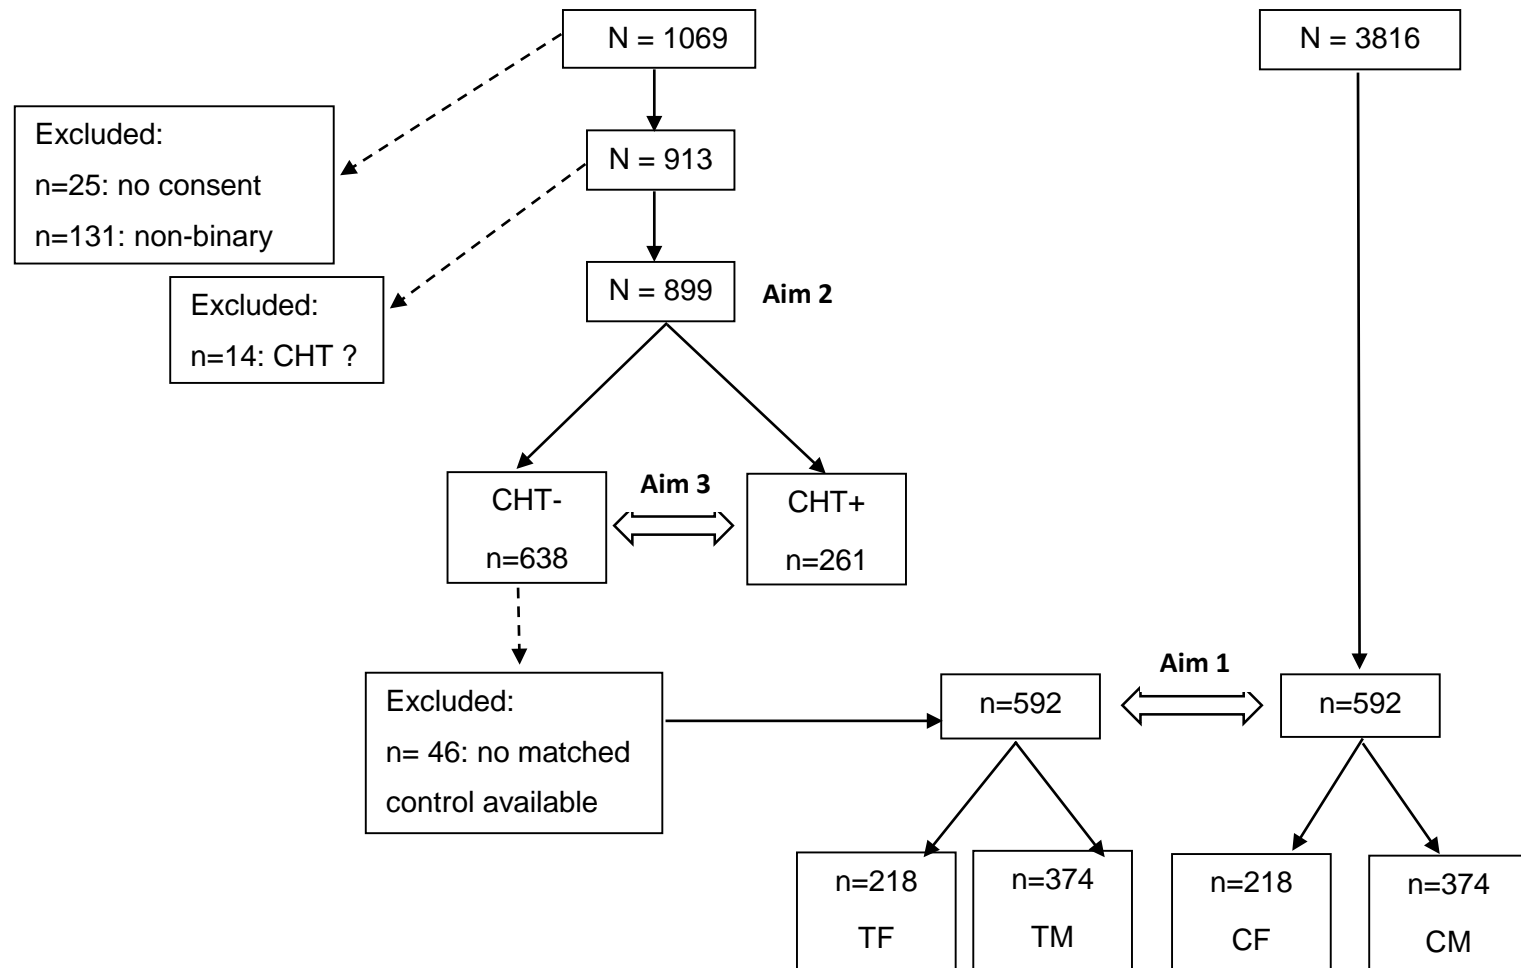 N = 1069
N = 3816
Excluded:
n=25: no consent
n=131: non-binary
N = 913
Excluded:
n=14: CHT ?
N = 899
Aim 2
CHT-
n=638
Aim 3
CHT+
n=261
Excluded:
n= 46: no matched
control available
n=592
Aim 1
n=592
n=218
TF
n=374
TM
n=218
CF
n=374
CM